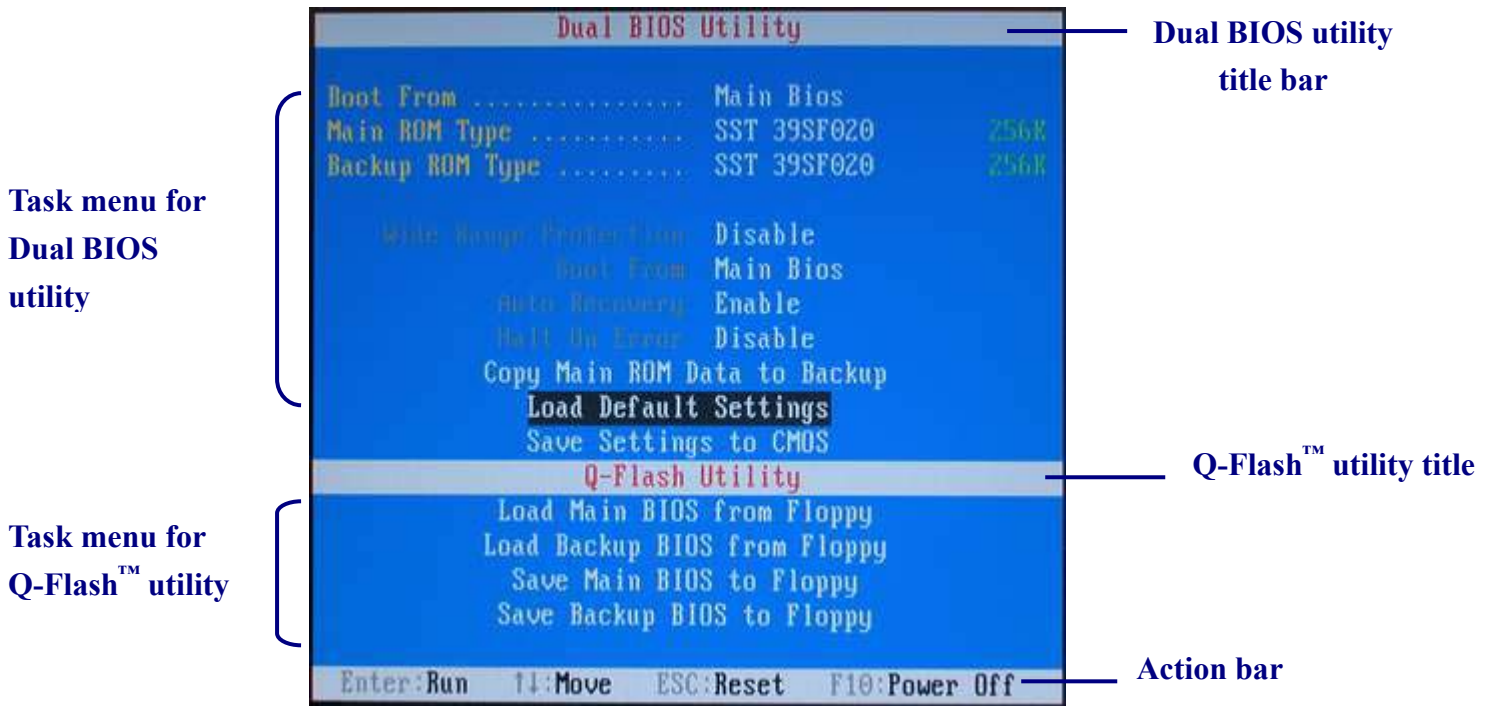 Dual BIOS Utility
Dual BIOS utility
title bar
Boot From ............... Main Bios
Main ROM Type ........... SST 39SF020 256K
Backup ROM Type ......... SST 39SF020 256K
Task menu for
Dual BIOS
utility
Wide Range Protection Disable
Boot From Main Bios
Auto Recovery Enable
Halt On Error Disable
Copy Main ROM Data to Backup
Load Default Settings
Save Settings to CMOS
Q-Flash Utility
Q-Flash™ utility title
Task menu for
Q-Flash™ utility
Load Main BIOS from Floppy
Load Backup BIOS from Floppy
Save Main BIOS to Floppy
Save Backup BIOS to Floppy
Enter:Run ↑↓:Move ESC:Reset F10:Power Off
Action bar